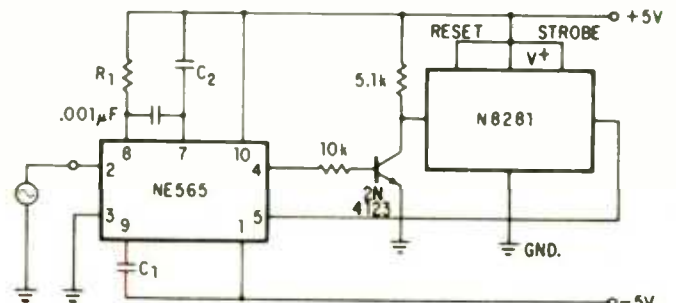 +5V
RESET STROBE
V+
R1
C2
5.1k
.001µF
N8281
8 7 10
10k
2 4
NE565
2N
4123
3 5
9 1
GND.
C1
-5V